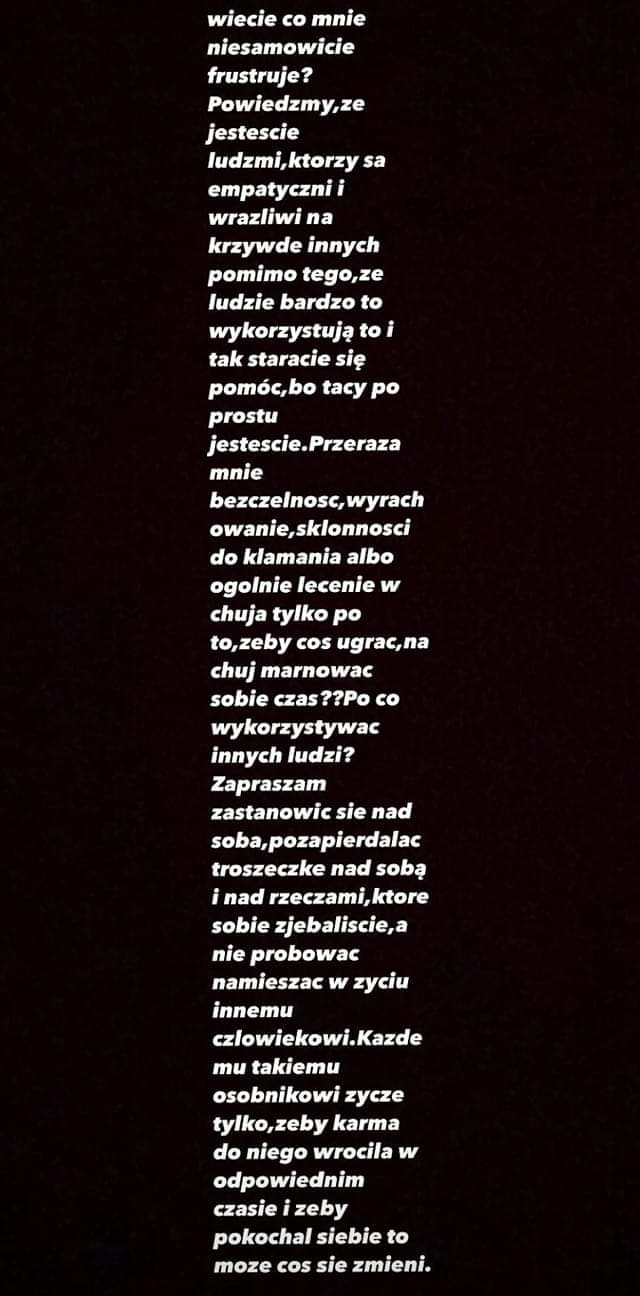 wiecie co mnie
niesamowicie
frustruje?
Powiedzmy,ze
jestescie
ludzmi,ktorzy sa
empatyczni i
wrazliwi na
krzywde innych
pomimo tego,ze
ludzie bardzo to
wykorzystują to i
tak staracie się
pomóc,bo tacy po
prostu
jestescie.Przeraza
mnie
bezczelnosc,wyrach
owanie,sklonnosci
do klamania albo
ogolnie lecenie w
chuja tylko po
to,zeby cos ugrac,na
chuj marnowac
sobie czas??Po co
wykorzystywac
innych ludzi?
Zapraszam
zastanowic sie nad
soba,pozapierdalac
troszeczke nad sobą
i nad rzeczami,ktore
sobie zjebaliscie,a
nie probowac
namieszac w zyciu
innemu
czlowiekowi.Kazde
mu takiemu
osobnikowi zycze
tylko,zeby karma
do niego wrocila w
odpowiednim
czasie i zeby
pokochal siebie to
moze cos sie zmieni.